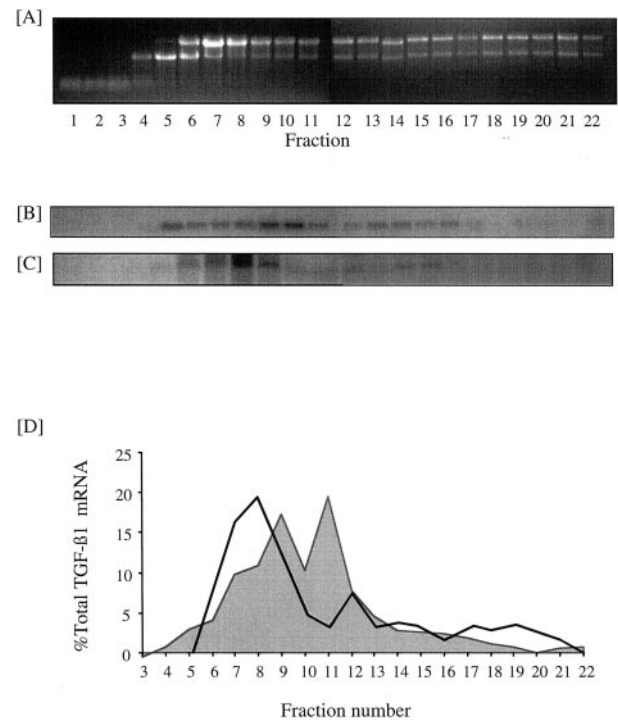 [A]
1 2 3 4 5 6 7 8 9 10 11 12 13 14 15 16 17 18 19 20 21 22
Fraction
[B]
[C]
[D]
%Total TGF-ß1 mRNA
25
20
15
10
5
0
3 4 5 6 7 8 9 10 11 12 13 14 15 16 17 18 19 20 21 22
Fraction number